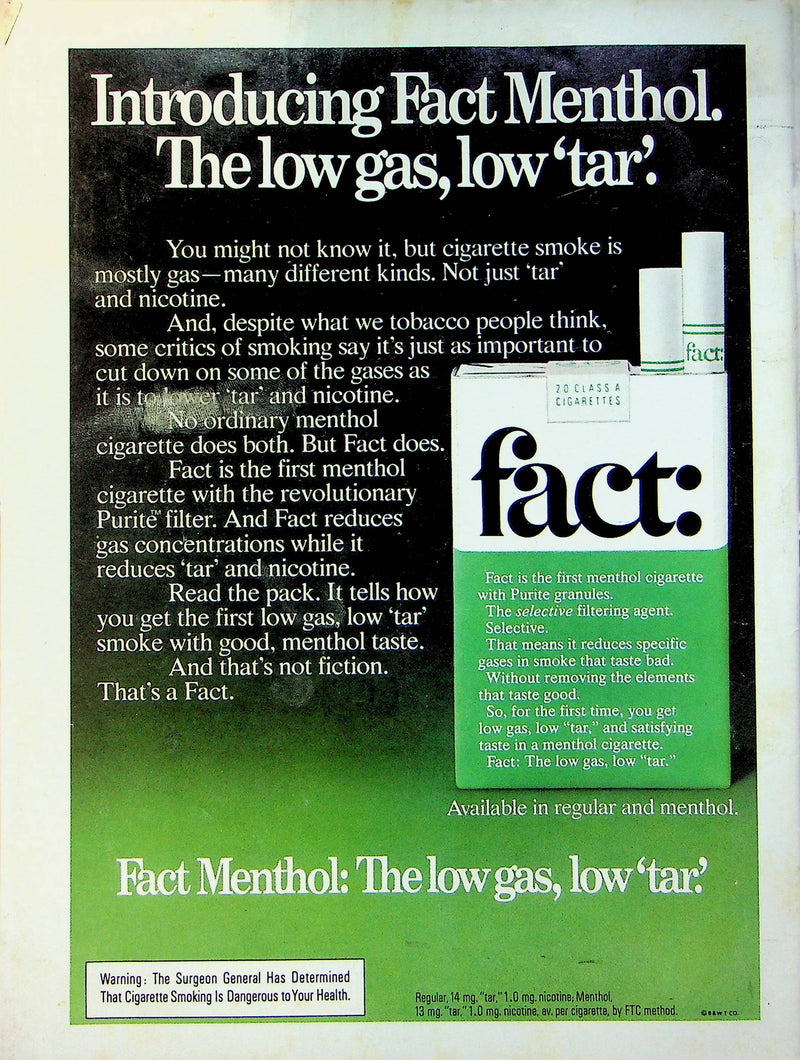 Introducing Fact Menthol.
The low gas, low ‘tar’.
You might not know it, but cigarette smoke is
mostly gas—many different kinds. Not just ‘tar’
and nicotine.
And, despite what we tobacco people think,
some critics of smoking say it’s just as important to
cut down on some of the gases as
it is to lower ‘tar’ and nicotine.
No ordinary menthol
cigarette does both. But Fact does.
Fact is the first menthol
cigarette with the revolutionary
Purite™ filter. And Fact reduces
gas concentrations while it
reduces ‘tar’ and nicotine.
Read the pack. It tells how
you get the first low gas, low ‘tar’
smoke with good, menthol taste.
And that’s not fiction.
That’s a Fact.
fact:
20 CLASS A
CIGARETTES
fact:
Fact is the first menthol cigarette
with Purite granules.
The selective filtering agent.
Selective.
That means it reduces specific
gases in smoke that taste bad.
Without removing the elements
that taste good.
So, for the first time, you get
low gas, low “tar,” and satisfying
taste in a menthol cigarette.
Fact: The low gas, low “tar.”
Available in regular and menthol.
Fact Menthol: The low gas, low ‘tar’.
Warning: The Surgeon General Has Determined
That Cigarette Smoking Is Dangerous to Your Health.
Regular, 14 mg. “tar,” 1.0 mg. nicotine; Menthol,
13 mg. “tar,” 1.0 mg. nicotine, av. per cigarette, by FTC method.
© B&W T CO.